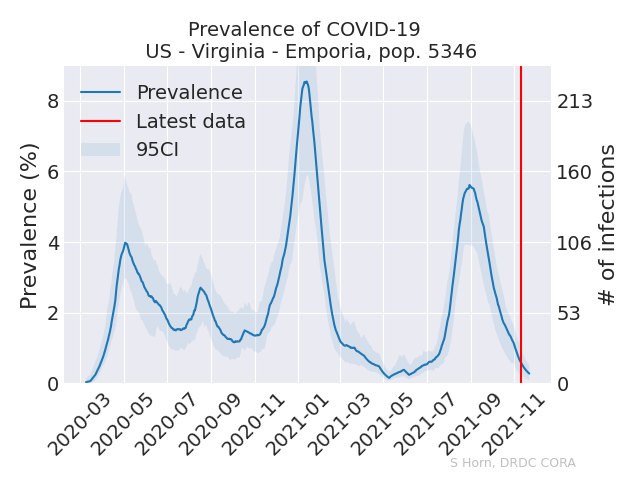 Prevalence of COVID-19
US - Virginia - Emporia, pop. 5346
Prevalence
Latest data
95CI
Prevalence (%)
8
6
4
2
0
213
160
106
53
0
# of infections
2020-03
2020-05
2020-07
2020-09
2020-11
2021-01
2021-03
2021-05
2021-07
2021-09
2021-11
S Horn, DRDC CORA